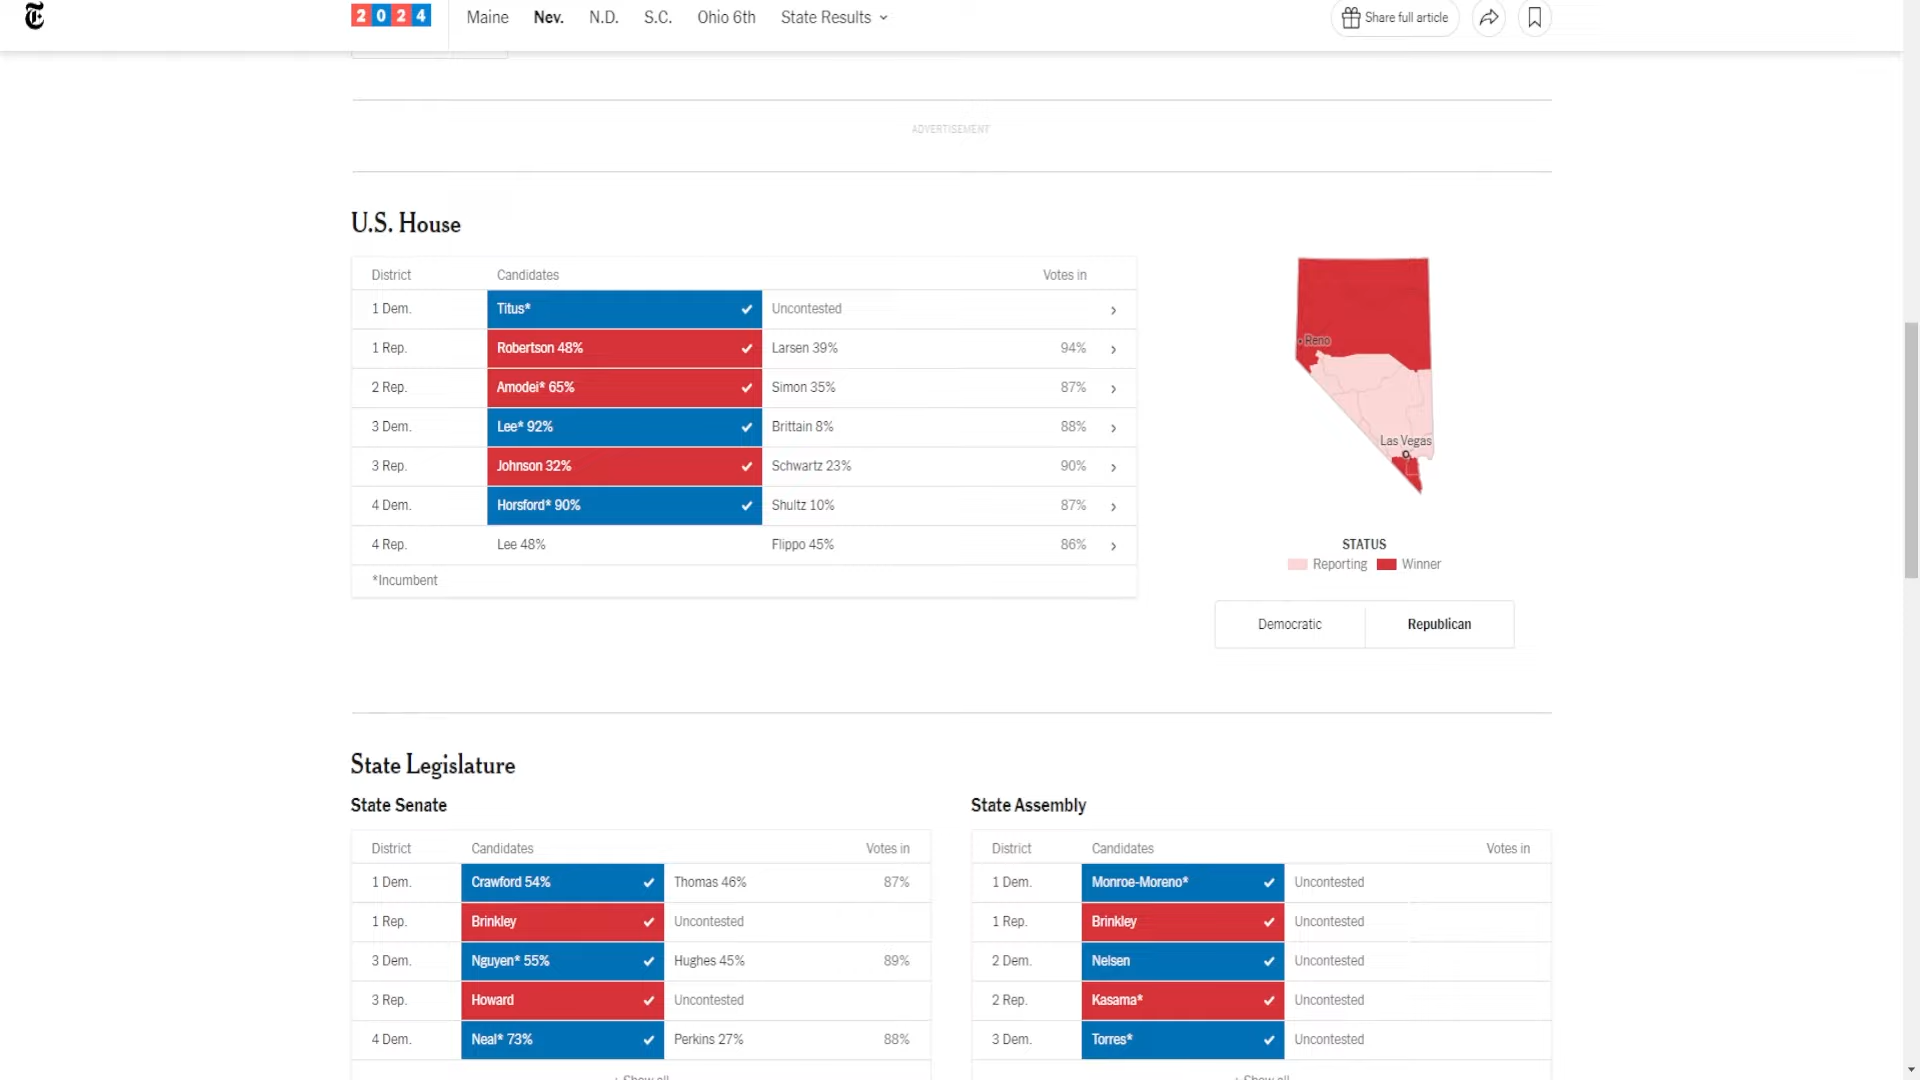 T
2024 Maine Nev. N.D. S.C. Ohio 6th State Results Share full article
ADVERTISEMENT
U.S. House
District Candidates Votes in
1 Dem. Titus* Uncontested
1 Rep. Robertson 48% Larsen 39% 94%
2 Rep. Amodei* 65% Simon 35% 87%
3 Dem. Lee* 92% Brittain 8% 88%
3 Rep. Johnson 32% Schwartz 23% 90%
4 Dem. Horsford* 90% Shultz 10% 87%
4 Rep. Lee 48% Flippo 45% 86%
*Incumbent
Reno
Las Vegas
STATUS
Reporting Winner
Democratic Republican
State Legislature
State Senate
District Candidates Votes in
1 Dem. Crawford 54% Thomas 46% 87%
1 Rep. Brinkley Uncontested
3 Dem. Nguyen* 55% Hughes 45% 89%
3 Rep. Howard Uncontested
4 Dem. Neal* 73% Perkins 27% 88%
+ Show all
State Assembly
District Candidates Votes in
1 Dem. Monroe-Moreno* Uncontested
1 Rep. Brinkley Uncontested
2 Dem. Nelsen Uncontested
2 Rep. Kasama* Uncontested
3 Dem. Torres* Uncontested
+ Show all